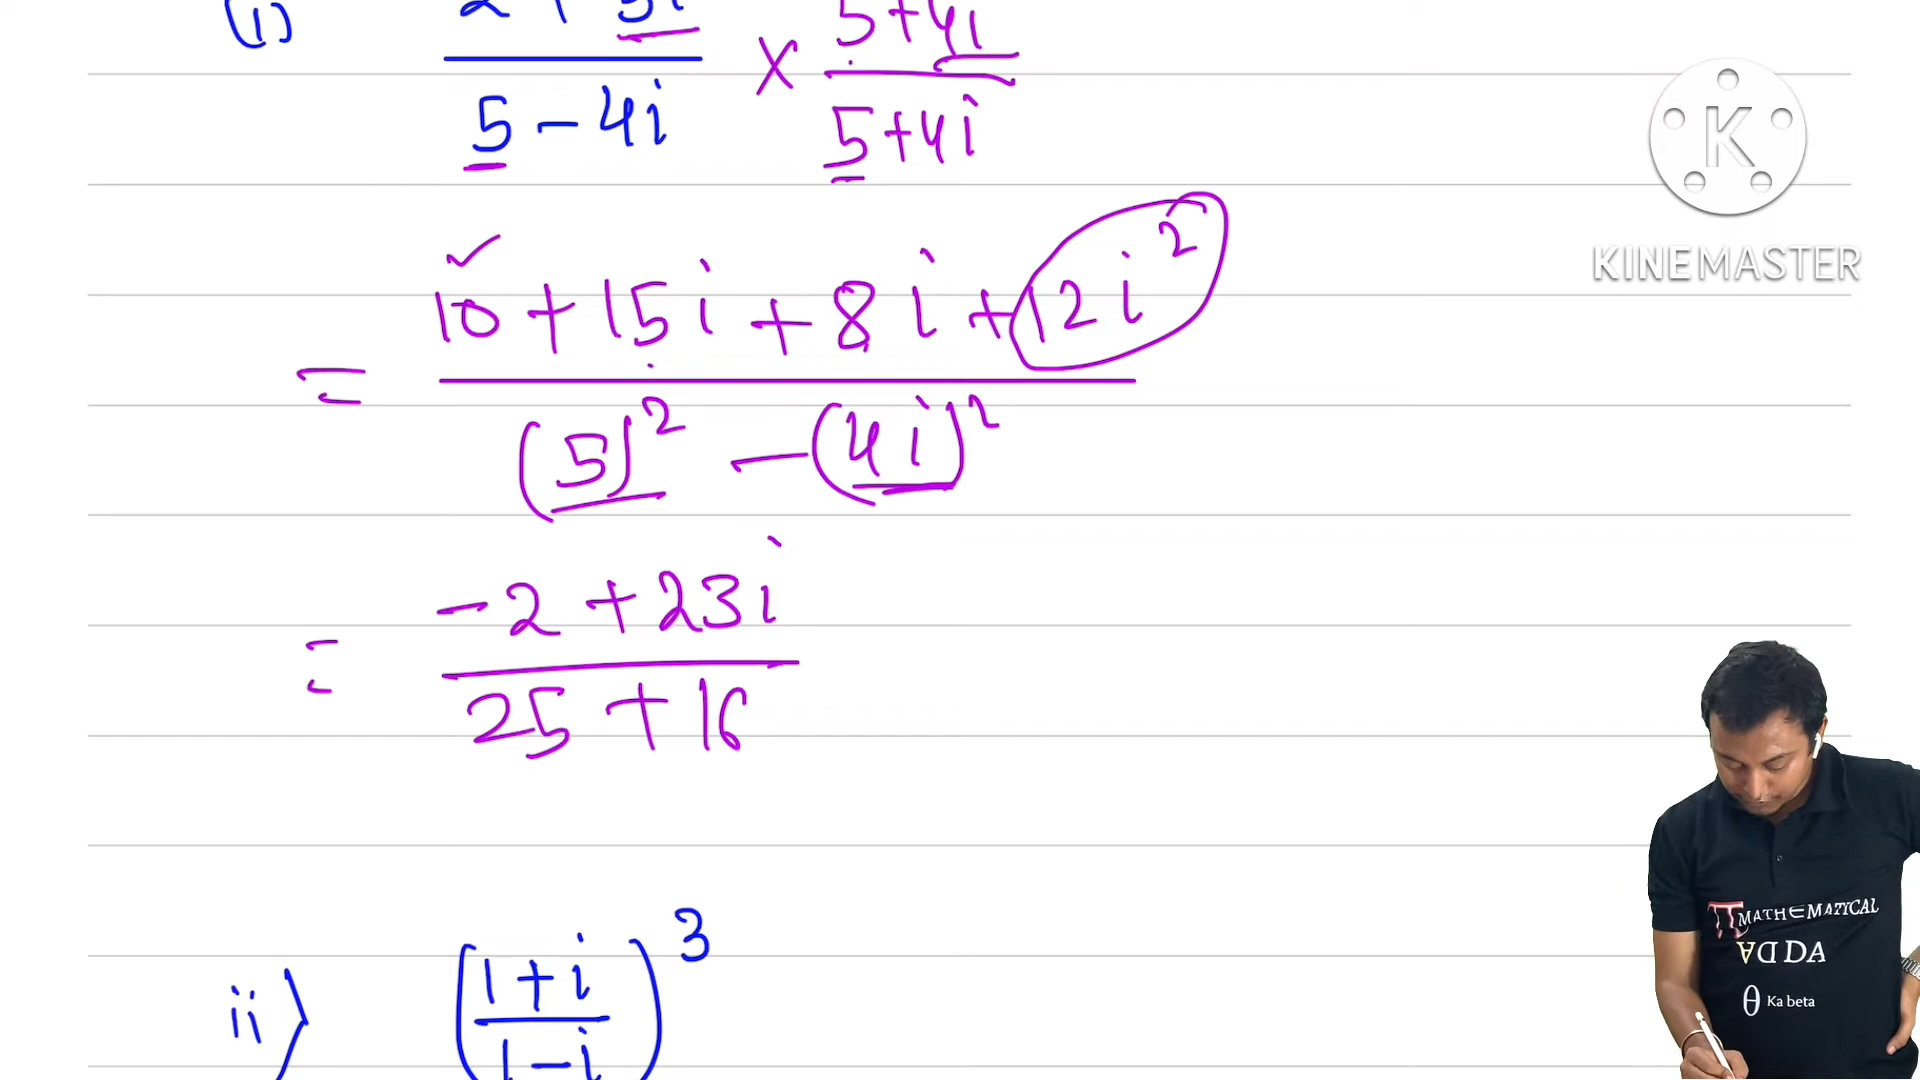 (i) 2 + 3i / 5 - 4i × 5+4i / 5+4i
= 10 + 15i + 8i + 12i² / (5)² - (4i)²
= -2 + 23i / 25 + 16
ii) (1+i / 1-i)³
KINEMASTER
K
π MATHEMATICAL
ADDA
θ Ka beta